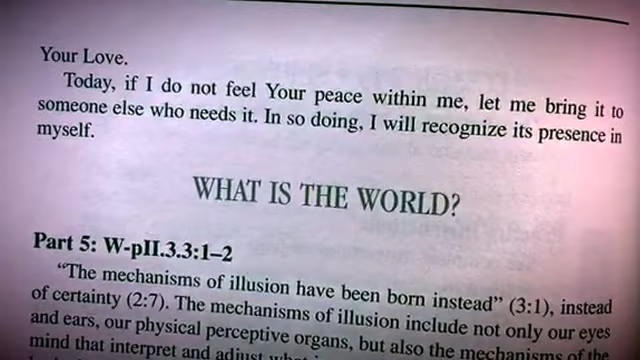 Your Love.
Today, if I do not feel Your peace within me, let me bring it to
someone else who needs it. In so doing, I will recognize its presence in
myself.
WHAT IS THE WORLD?
Part 5: W-pII.3.3:1–2
“The mechanisms of illusion have been born instead” (3:1), instead
of certainty (2:7). The mechanisms of illusion include not only our eyes
and ears, our physical perceptive organs, but also the mechanisms of the
mind that interpret and adjust